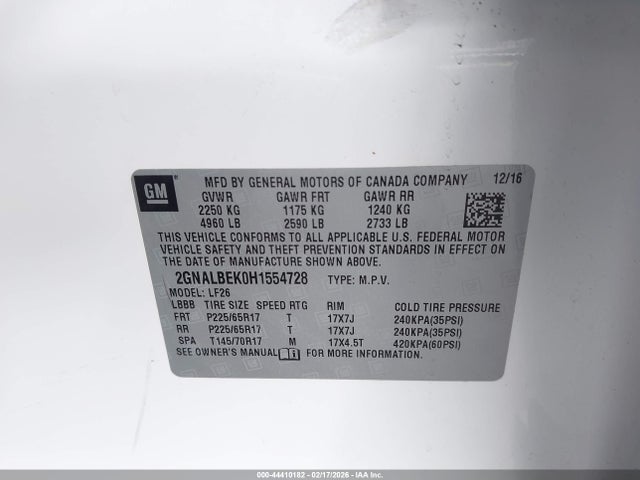 GM
MFD BY GENERAL MOTORS OF CANADA COMPANY 12/16
GVWR GAWR FRT GAWR RR
2250 KG 1175 KG 1240 KG
4960 LB 2590 LB 2733 LB
THIS VEHICLE CONFORMS TO ALL APPLICABLE U.S. FEDERAL MOTOR
VEHICLE SAFETY AND THEFT PREVENTION STANDARDS IN EFFECT ON
THE DATE OF MANUFACTURE SHOWN ABOVE.
2GNALBEK0H1554728 TYPE: M.P.V.
MODEL: LF26
LBBB TIRE SIZE SPEED RTG RIM COLD TIRE PRESSURE
FRT P225/65R17 T 17X7J 240KPA(35PSI)
RR P225/65R17 T 17X7J 240KPA(35PSI)
SPA T145/70R17 M 17X4.5T 420KPA(60PSI)
SEE OWNER'S MANUAL FOR MORE INFORMATION.
000-44410182 - 02/17/2026 - IAAI.com